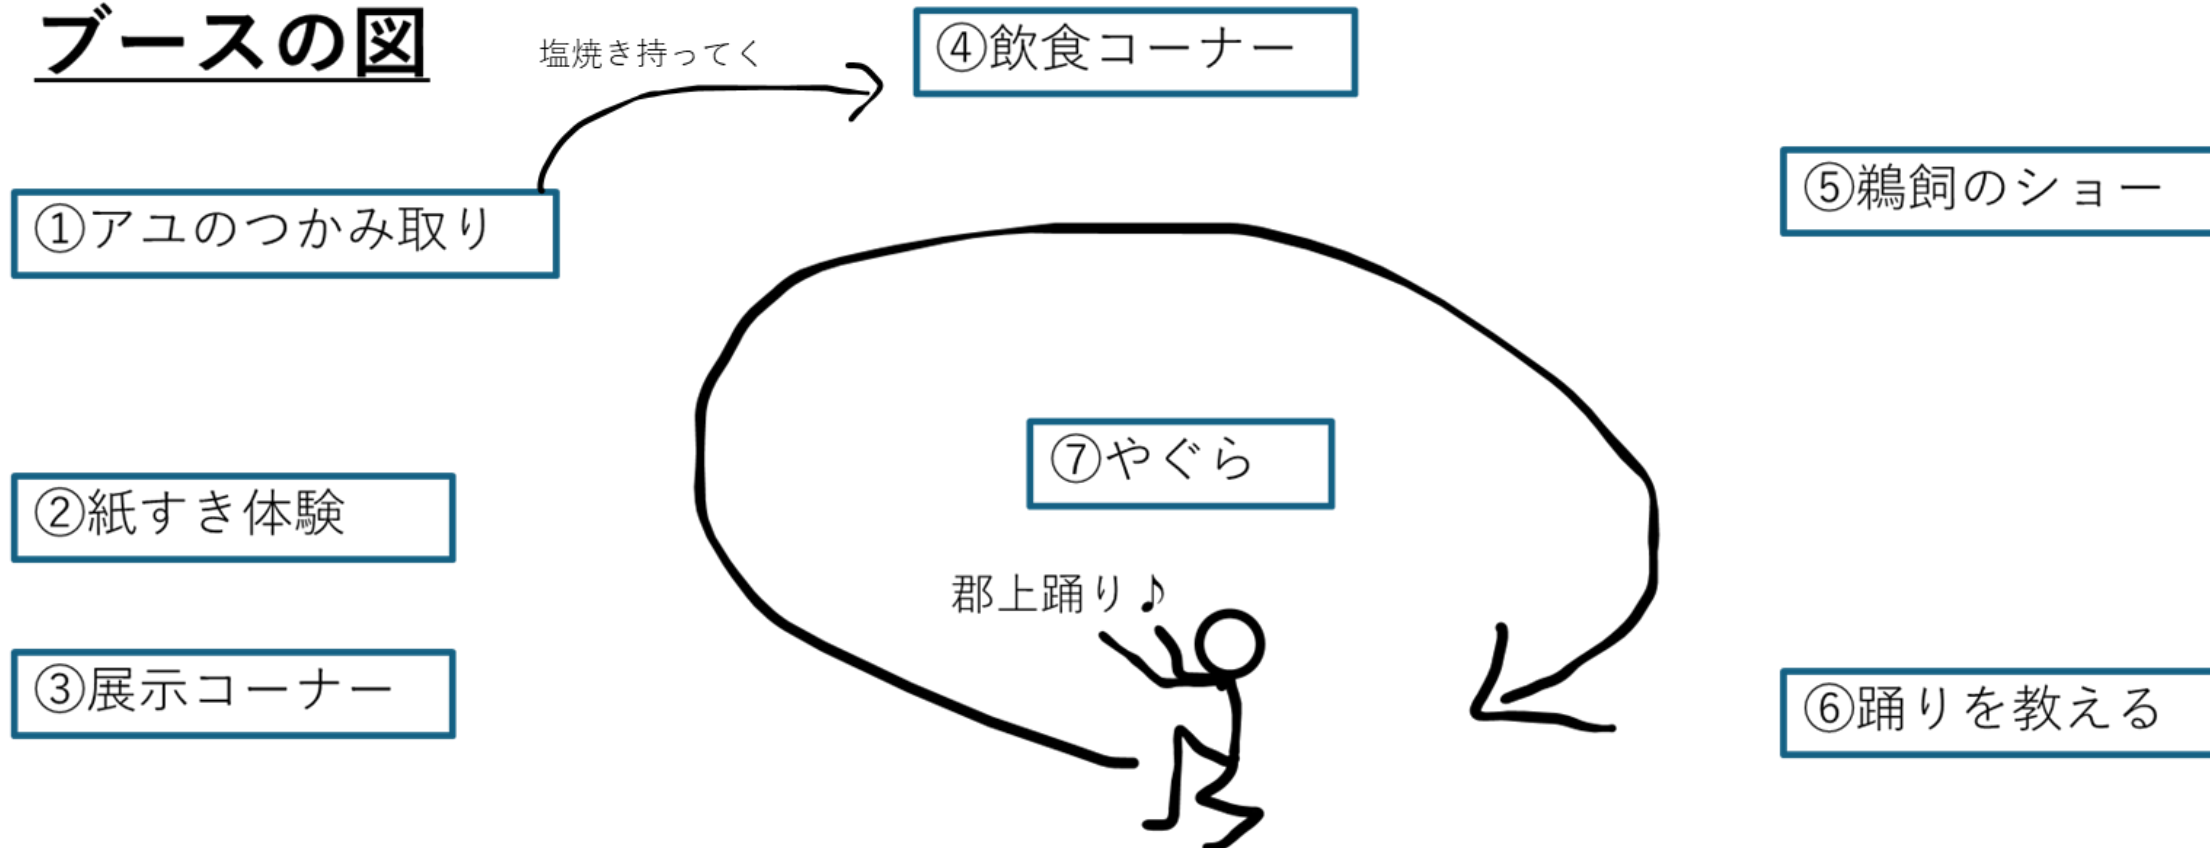 ブースの図
塩焼き持ってく
④飲食コーナー
⑤鵜飼のショー
①アユのつかみ取り
⑦やぐら
②紙すき体験
郡上踊り♪
③展示コーナー
⑥踊りを教える